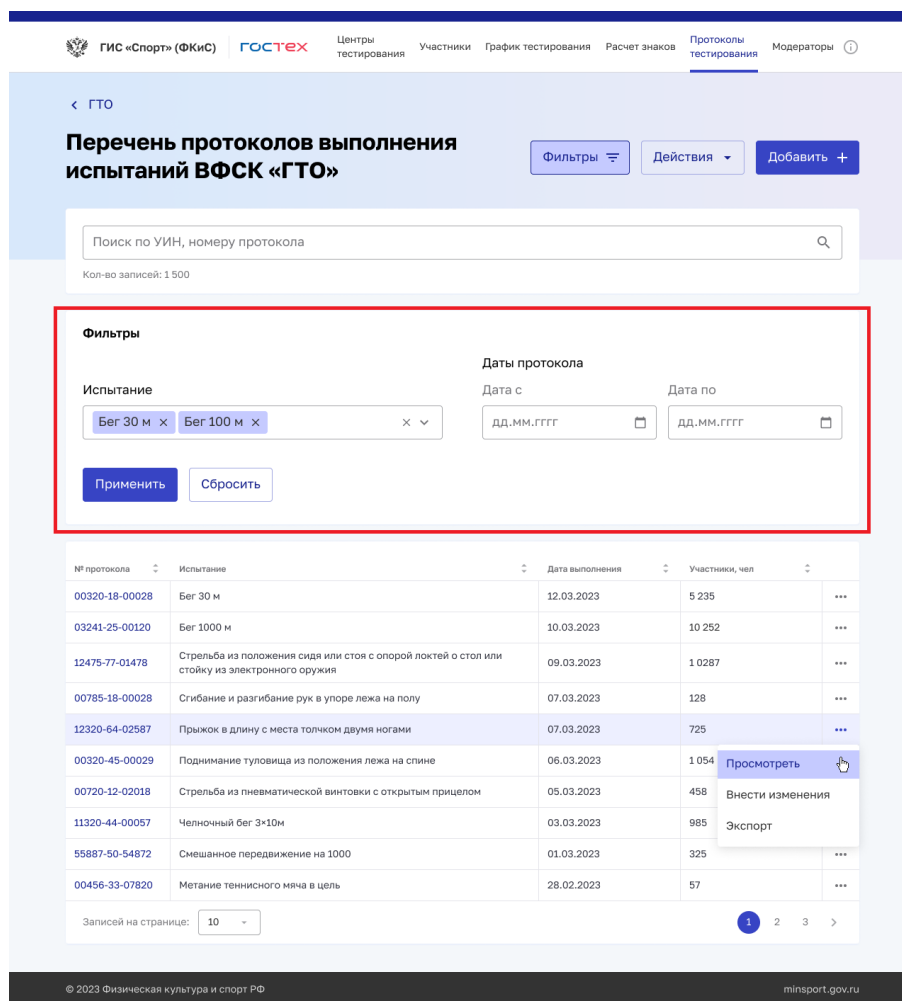 ГИС «Спорт» (ФКиС)
ГОСТЕХ
Центры
тестирования
Участники
График тестирования
Расчет знаков
Протоколы
тестирования
Модераторы
ГТО
Перечень протоколов выполнения
испытаний ВФСК «ГТО»
Фильтры
Действия
Добавить +
Поиск по УИН, номеру протокола
Кол-во записей: 1 500
Фильтры
Даты протокола
Испытание
Дата с
Дата по
Бег 30 м ×
Бег 100 м ×
дд.мм.гггг
дд.мм.гггг
Применить
Сбросить
№ протокола
Испытание
Дата выполнения
Участники, чел
00320-18-00028 Бег 30 м 12.03.2023 5 235
03241-25-00120 Бег 1000 м 10.03.2023 10 252
12475-77-01478 Стрельба из положения сидя или стоя с опорой локтей о стол или
стойку из электронного оружия 09.03.2023 1 0287
00785-18-00028 Сгибание и разгибание рук в упоре лежа на полу 07.03.2023 128
12320-64-02587 Прыжок в длину с места толчком двумя ногами 07.03.2023 725
00320-45-00029 Поднимание туловища из положения лежа на спине 06.03.2023 1 054
Просмотреть
00720-12-02018 Стрельба из пневматической винтовки с открытым прицелом 05.03.2023 458
Внести изменения
11320-44-00057 Челночный бег 3×10м 03.03.2023 985
Экспорт
55887-50-54872 Смешанное передвижение на 1000 01.03.2023 325
00456-33-07820 Метание теннисного мяча в цель 28.02.2023 57
Записей на странице: 10
1 2 3
© 2023 Физическая культура и спорт РФ
minsport.gov.ru